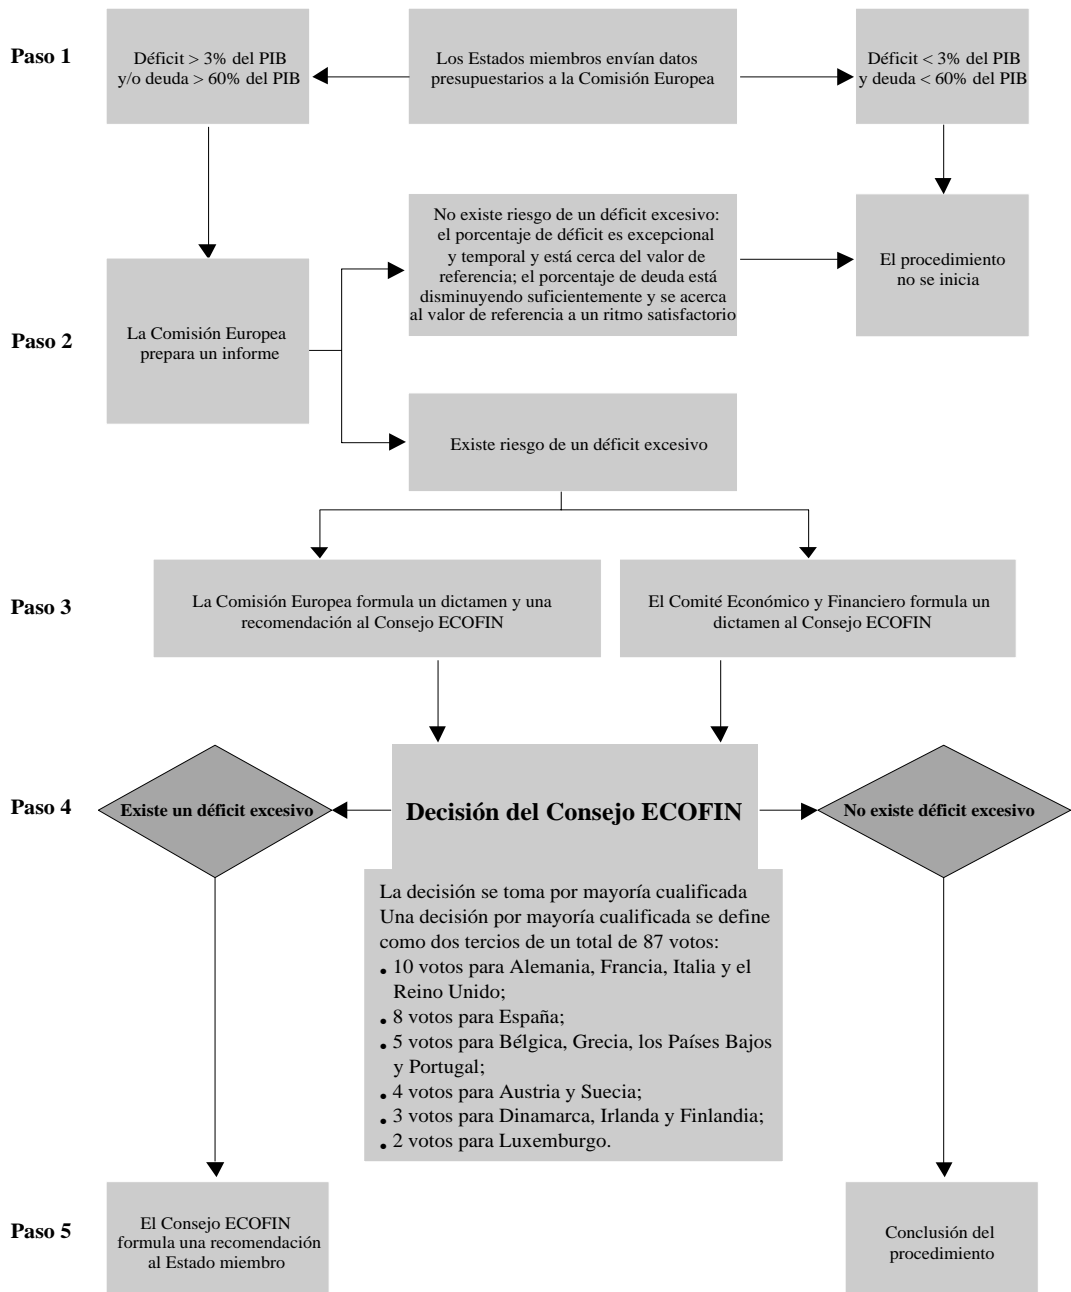 Paso 1
Déficit > 3% del PIB
y/o deuda > 60% del PIB
Los Estados miembros envían datos
presupuestarios a la Comisión Europea
Déficit < 3% del PIB
y deuda < 60% del PIB
No existe riesgo de un déficit excesivo:
el porcentaje de déficit es excepcional
y temporal y está cerca del valor de
referencia; el porcentaje de deuda está
disminuyendo suficientemente y se acerca
al valor de referencia a un ritmo satisfactorio
El procedimiento
no se inicia
Paso 2
La Comisión Europea
prepara un informe
Existe riesgo de un déficit excesivo
Paso 3
La Comisión Europea formula un dictamen y una
recomendación al Consejo ECOFIN
El Comité Económico y Financiero formula un
dictamen al Consejo ECOFIN
Paso 4
Existe un déficit excesivo
Decisión del Consejo ECOFIN
No existe déficit excesivo
La decisión se toma por mayoría cualificada
Una decisión por mayoría cualificada se define
como dos tercios de un total de 87 votos:
• 10 votos para Alemania, Francia, Italia y el
Reino Unido;
• 8 votos para España;
• 5 votos para Bélgica, Grecia, los Países Bajos
y Portugal;
• 4 votos para Austria y Suecia;
• 3 votos para Dinamarca, Irlanda y Finlandia;
• 2 votos para Luxemburgo.
Paso 5
El Consejo ECOFIN
formula una recomendación
al Estado miembro
Conclusión del
procedimiento